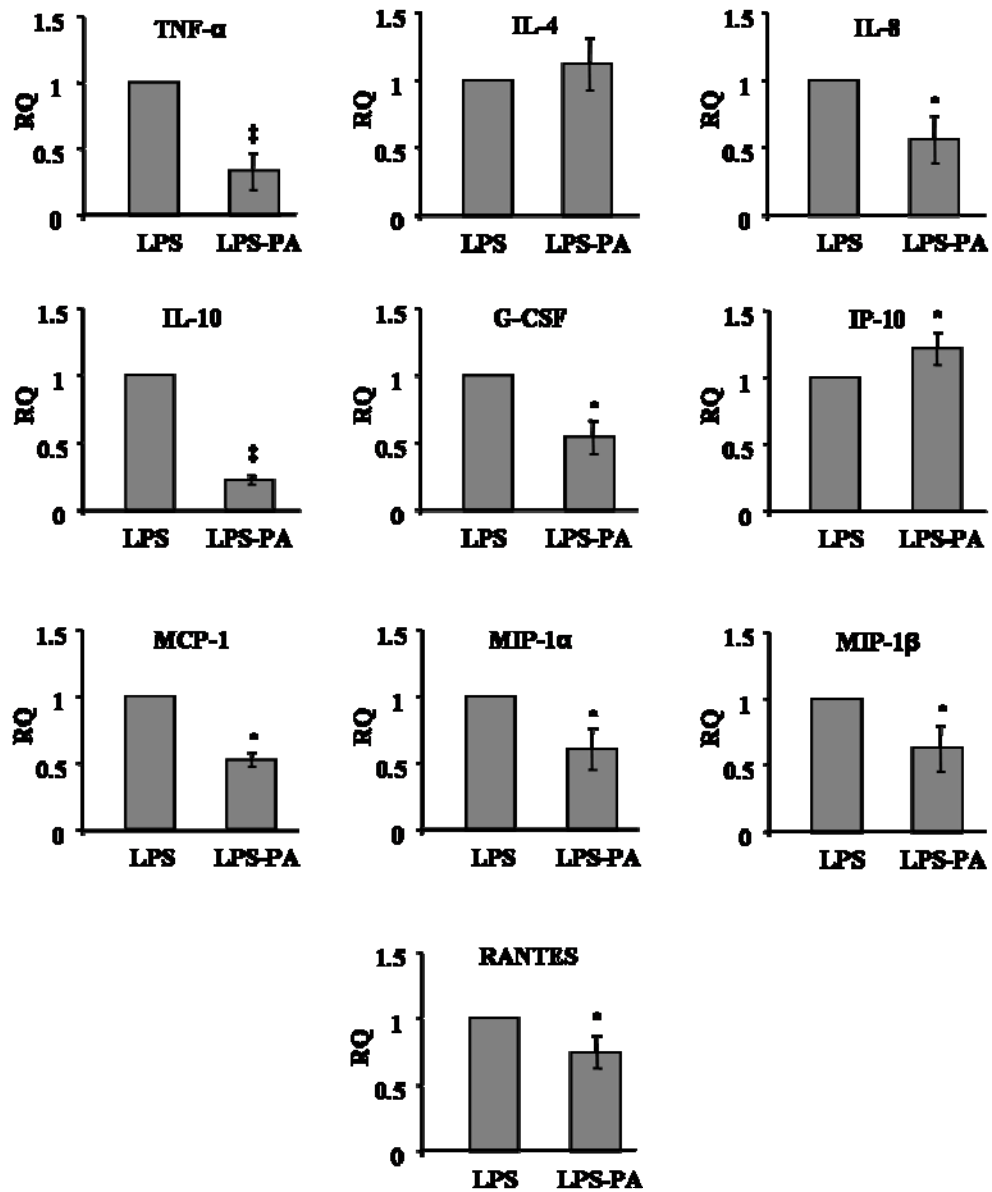 TNF-α
1.5
1
0.5
0
RQ
‡
LPS LPS-PA
IL-4
1.5
1
0.5
0
RQ
LPS LPS-PA
IL-8
1.5
1
0.5
0
RQ
*
LPS LPS-PA
IL-10
1.5
1
0.5
0
RQ
‡
LPS LPS-PA
G-CSF
1.5
1
0.5
0
RQ
*
LPS LPS-PA
IP-10
1.5
1
0.5
0
RQ
*
LPS LPS-PA
MCP-1
1.5
1
0.5
0
RQ
*
LPS LPS-PA
MIP-1α
1.5
1
0.5
0
RQ
*
LPS LPS-PA
MIP-1β
1.5
1
0.5
0
RQ
*
LPS LPS-PA
RANTES
1.5
1
0.5
0
RQ
*
LPS LPS-PA